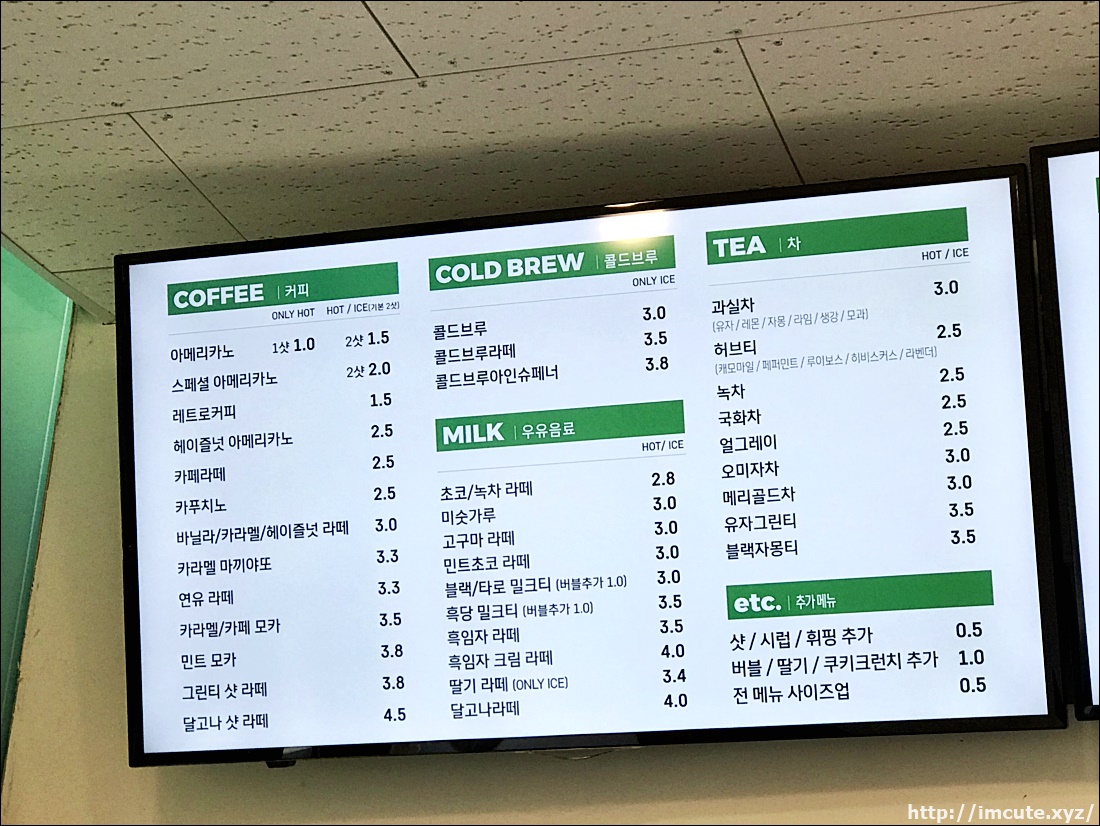 COFFEE | 커피
ONLY HOT HOT / ICE(기본 2샷)
아메리카노 1샷 1.0 2샷 1.5
스페셜 아메리카노 2샷 2.0
레트로커피 1.5
헤이즐넛 아메리카노 2.5
카페라떼 2.5
카푸치노 2.5
바닐라/카라멜/헤이즐넛 라떼 3.0
카라멜 마끼야또 3.3
연유 라떼 3.3
카라멜/카페 모카 3.5
민트 모카 3.8
그린티 샷 라떼 3.8
달고나 샷 라떼 4.5
COLD BREW | 콜드브루
ONLY ICE
콜드브루 3.0
콜드브루라떼 3.5
콜드브루아인슈페너 3.8
MILK | 우유음료
HOT/ ICE
초코/녹차 라떼 2.8
미숫가루 3.0
고구마 라떼 3.0
민트초코 라떼 3.0
블랙/타로 밀크티 (버블추가 1.0) 3.0
흑당 밀크티 (버블추가 1.0) 3.5
흑임자 라떼 3.5
흑임자 크림 라떼 4.0
딸기 라떼 (ONLY ICE) 3.4
달고나라떼 4.0
TEA | 차
HOT / ICE
과실차 3.0
(유자 / 레몬 / 자몽 / 라임 / 생강 / 모과)
허브티 2.5
(캐모마일 / 페퍼민트 / 루이보스 / 히비스커스 / 라벤더)
녹차 2.5
국화차 2.5
얼그레이 2.5
오미자차 3.0
메리골드차 3.0
유자그린티 3.5
블랙자몽티 3.5
etc. | 추가메뉴
샷 / 시럽 / 휘핑 추가 0.5
버블 / 딸기 / 쿠키크런치 추가 1.0
전 메뉴 사이즈업 0.5
http://imcute.xyz/